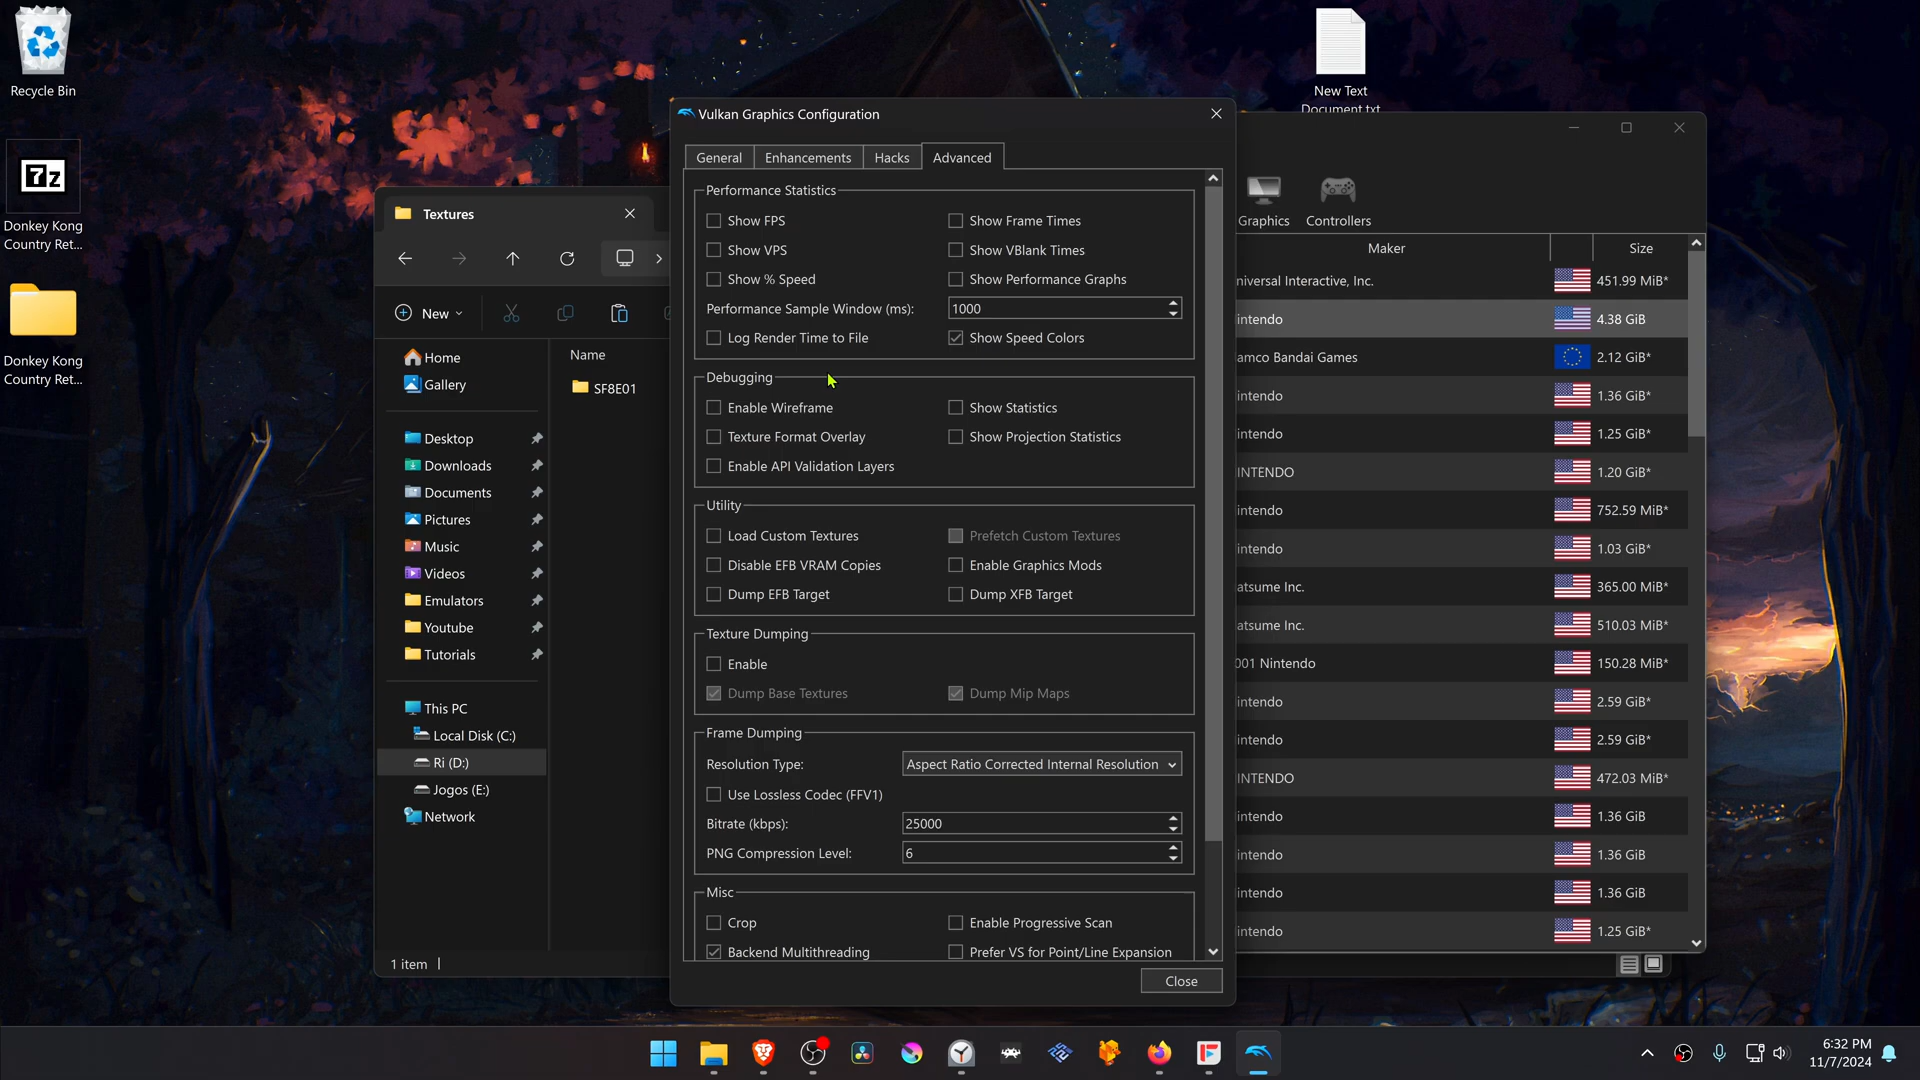 Recycle Bin
New Text
Document.txt
7z
Donkey Kong
Country Ret...
Donkey Kong
Country Ret...
Textures
New
Home
Gallery
Desktop
Downloads
Documents
Pictures
Music
Videos
Emulators
Youtube
Tutorials
This PC
Local Disk (C:)
Ri (D:)
Jogos (E:)
Network
Name
SF8E01
1 item
Vulkan Graphics Configuration
General
Enhancements
Hacks
Advanced
Performance Statistics
Show FPS
Show Frame Times
Show VPS
Show VBlank Times
Show % Speed
Show Performance Graphs
Performance Sample Window (ms):
1000
Log Render Time to File
Show Speed Colors
Debugging
Enable Wireframe
Show Statistics
Texture Format Overlay
Show Projection Statistics
Enable API Validation Layers
Utility
Load Custom Textures
Prefetch Custom Textures
Disable EFB VRAM Copies
Enable Graphics Mods
Dump EFB Target
Dump XFB Target
Texture Dumping
Enable
Dump Base Textures
Dump Mip Maps
Frame Dumping
Resolution Type:
Aspect Ratio Corrected Internal Resolution
Use Lossless Codec (FFV1)
Bitrate (kbps):
25000
PNG Compression Level:
6
Misc
Crop
Enable Progressive Scan
Backend Multithreading
Prefer VS for Point/Line Expansion
Close
Graphics
Controllers
Maker
Size
niversal Interactive, Inc.
451.99 MiB*
intendo
4.38 GiB
amco Bandai Games
2.12 GiB*
intendo
1.36 GiB*
intendo
1.25 GiB*
INTENDO
1.20 GiB*
intendo
752.59 MiB*
intendo
1.03 GiB*
atsume Inc.
365.00 MiB*
atsume Inc.
510.03 MiB*
001 Nintendo
150.28 MiB*
intendo
2.59 GiB*
intendo
2.59 GiB*
INTENDO
472.03 MiB*
intendo
1.36 GiB
intendo
1.36 GiB
intendo
1.36 GiB
intendo
1.25 GiB*
6:32 PM
11/7/2024